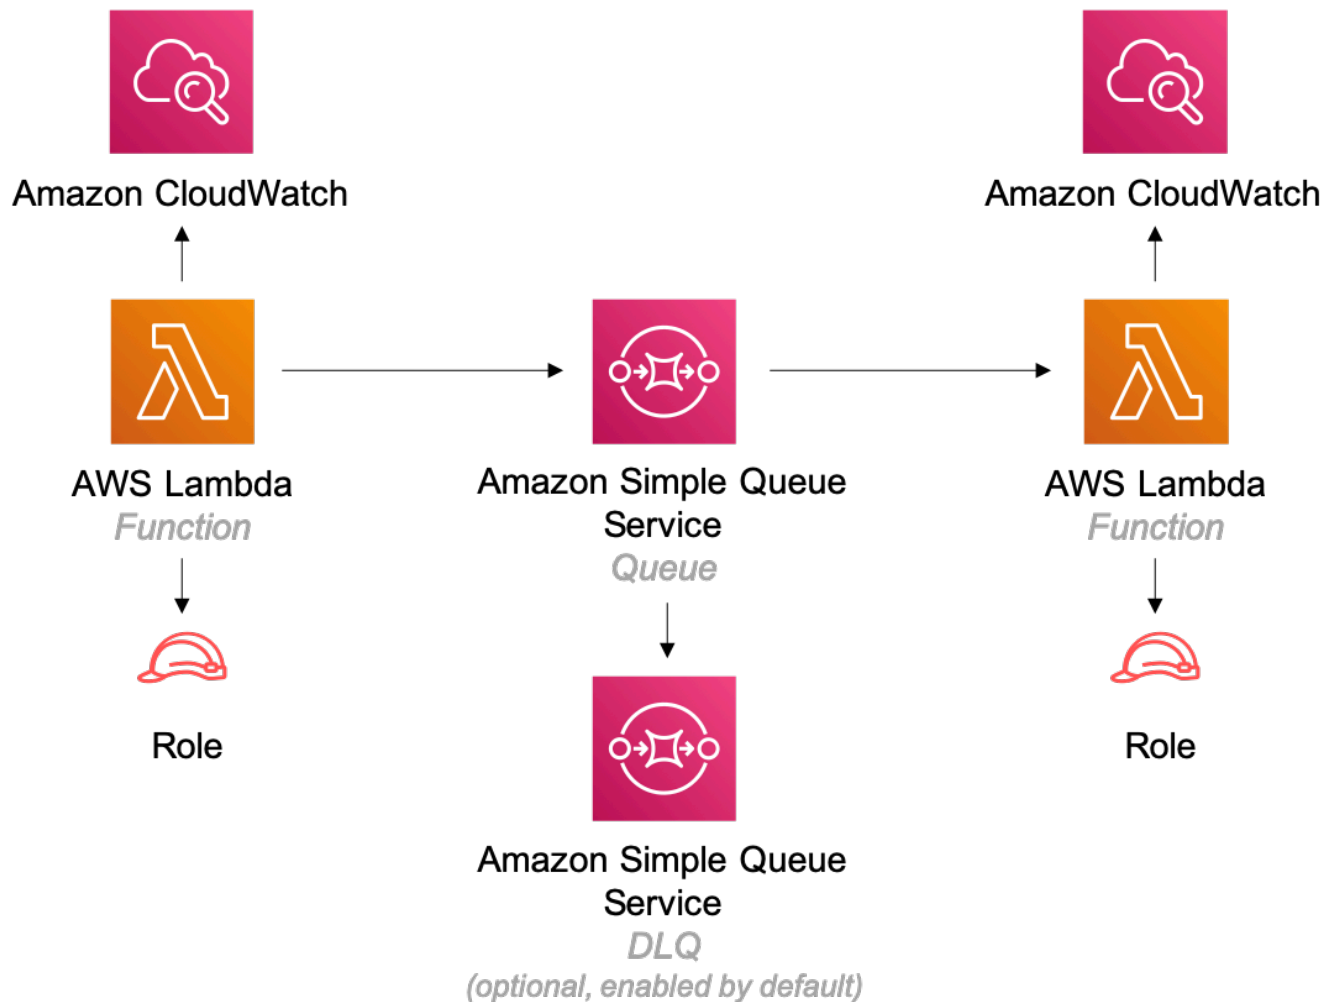 Amazon CloudWatch
Amazon CloudWatch
AWS Lambda
Function
Amazon Simple Queue
Service
Queue
AWS Lambda
Function
Role
Role
Amazon Simple Queue
Service
DLQ
(optional, enabled by default)